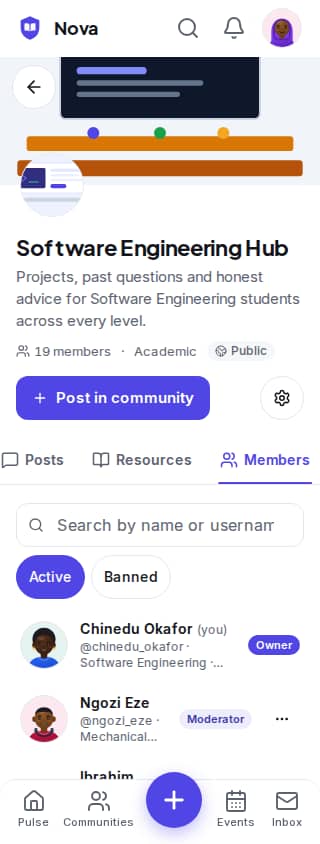 Nova
Software Engineering Hub
Projects, past questions and honest
advice for Software Engineering students
across every level.
19 members · Academic Public
Post in community
Posts Resources Members
Search by name or usernam
Active Banned
Chinedu Okafor (you)
@chinedu_okafor ·
Software Engineering ·...
Owner
Ngozi Eze
@ngozi_eze ·
Mechanical...
Moderator
Ibrahim
Pulse Communities Events Inbox